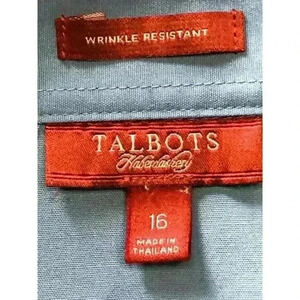 WRINKLE RESISTANT
TALBOTS
Haberdashery
16
MADE IN
THAILAND